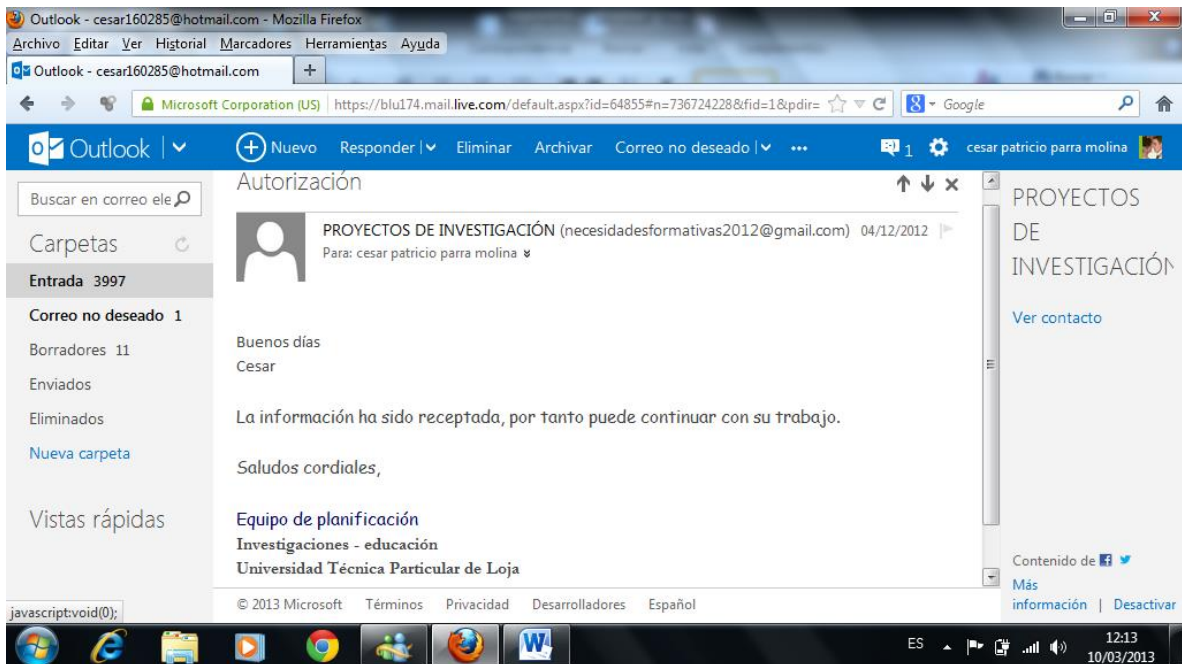 Outlook - cesar160285@hotmail.com - Mozilla Firefox
Archivo Editar Ver Historial Marcadores Herramientas Ayuda
Outlook - cesar160285@hotmail.com +
Microsoft Corporation (US) https://blu174.mail.live.com/default.aspx?id=64855#n=736724228&fid=1&pdir= Google
Outlook Nuevo Responder Eliminar Archivar Correo no deseado ... 1 cesar patricio parra molina
Buscar en correo ele
Carpetas
Entrada 3997
Correo no deseado 1
Borradores 11
Enviados
Eliminados
Nueva carpeta
Vistas rápidas
Autorización
PROYECTOS DE INVESTIGACIÓN (necesidadesformativas2012@gmail.com) 04/12/2012
Para: cesar patricio parra molina
Buenos días
Cesar
La información ha sido receptada, por tanto puede continuar con su trabajo.
Saludos cordiales,
Equipo de planificación
Investigaciones - educación
Universidad Técnica Particular de Loja
PROYECTOS
DE
INVESTIGACIÓN
Ver contacto
Contenido de
Más
información | Desactivar
© 2013 Microsoft Términos Privacidad Desarrolladores Español
javascript:void(0);
ES 12:13
10/03/2013